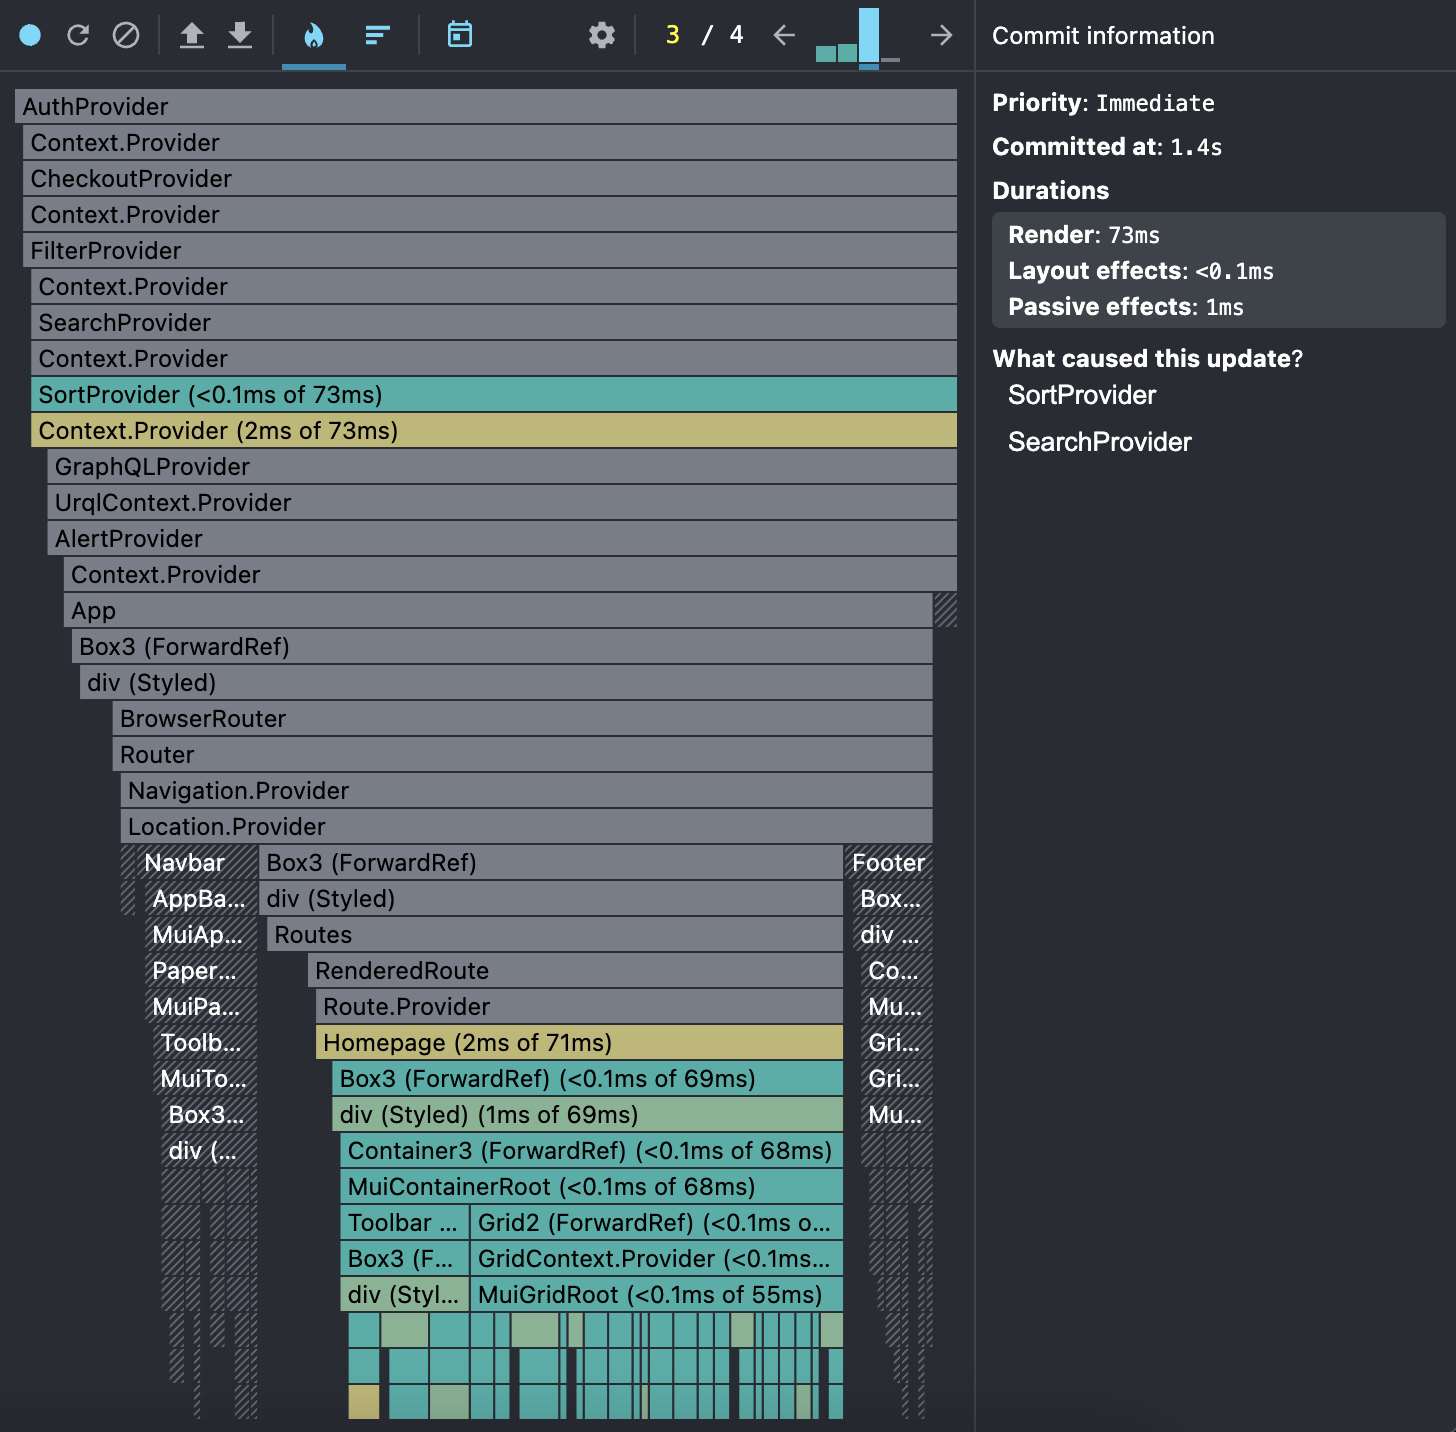 3 / 4
Commit information
AuthProvider
Context.Provider
CheckoutProvider
Context.Provider
FilterProvider
Context.Provider
SearchProvider
Context.Provider
SortProvider (<0.1ms of 73ms)
Context.Provider (2ms of 73ms)
GraphQLProvider
UrqlContext.Provider
AlertProvider
Context.Provider
App
Box3 (ForwardRef)
div (Styled)
BrowserRouter
Router
Navigation.Provider
Location.Provider
Navbar Box3 (ForwardRef) Footer
AppBa... div (Styled) Box...
MuiAp... Routes div ...
Paper... RenderedRoute Co...
MuiPa... Route.Provider Mu...
Toolb... Homepage (2ms of 71ms) Gri...
MuiTo... Box3 (ForwardRef) (<0.1ms of 69ms) Gri...
Box3... div (Styled) (1ms of 69ms) Mu...
div (... Container3 (ForwardRef) (<0.1ms of 68ms)
MuiContainerRoot (<0.1ms of 68ms)
Toolbar ... Grid2 (ForwardRef) (<0.1ms o...
Box3 (F... GridContext.Provider (<0.1ms...
div (Styl... MuiGridRoot (<0.1ms of 55ms)
Priority: Immediate
Committed at: 1.4s
Durations
Render: 73ms
Layout effects: <0.1ms
Passive effects: 1ms
What caused this update?
SortProvider
SearchProvider